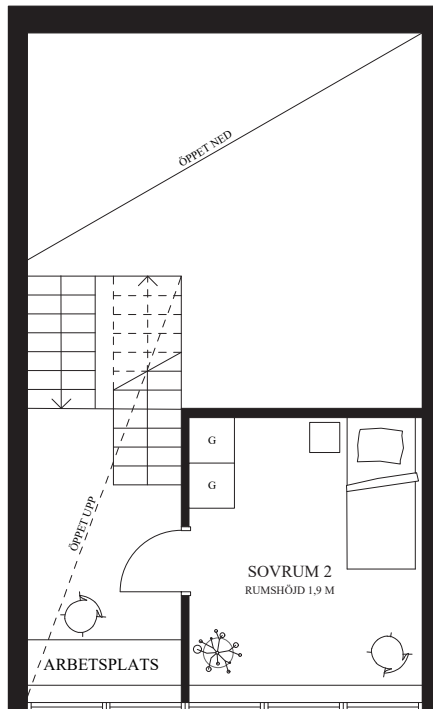 ÖPPET NED
G
G
ÖPPET UPP
SOVRUM 2
RUMSHÖJD 1,9 M
ARBETSPLATS